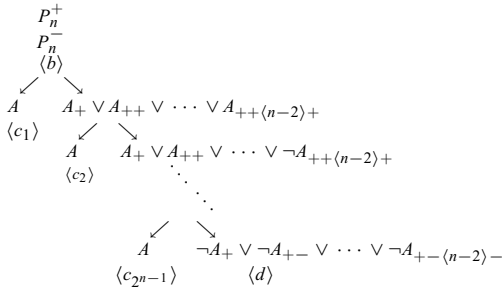 P_n^+
P_n^-
⟨b⟩
A A_+ ∨ A_{++} ∨ ⋯ ∨ A_{++⟨n−2⟩+}
⟨c_1⟩
A A_+ ∨ A_{++} ∨ ⋯ ∨ ¬A_{++⟨n−2⟩+}
⟨c_2⟩
A ¬A_+ ∨ ¬A_{+−} ∨ ⋯ ∨ ¬A_{+−⟨n−2⟩−}
⟨c_{2^{n−1}}⟩ ⟨d⟩